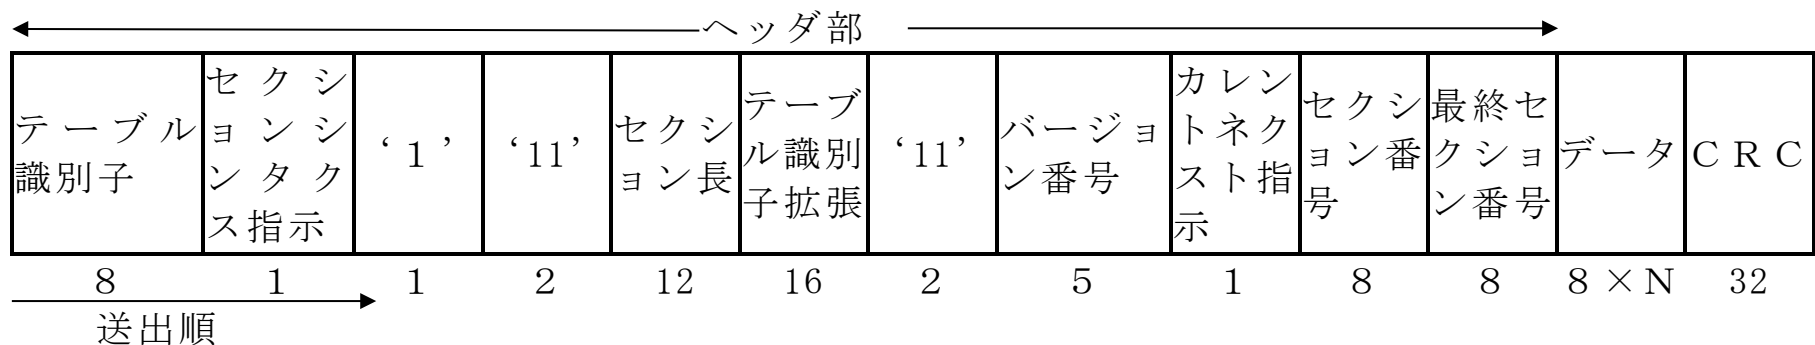 ヘッダ部
テーブル
識別子
セクシ
ョンシ
ンタク
ス指示
‘1’
‘11’
セクシ
ョン長
テーブ
ル識別
子拡張
‘11’
バージョ
ン番号
カレン
トネク
スト指
示
セクシ
ョン番
号
最終セ
クショ
ン番号
データ
CRC
8 1 1 2 12 16 2 5 1 8 8 8×N 32
送出順